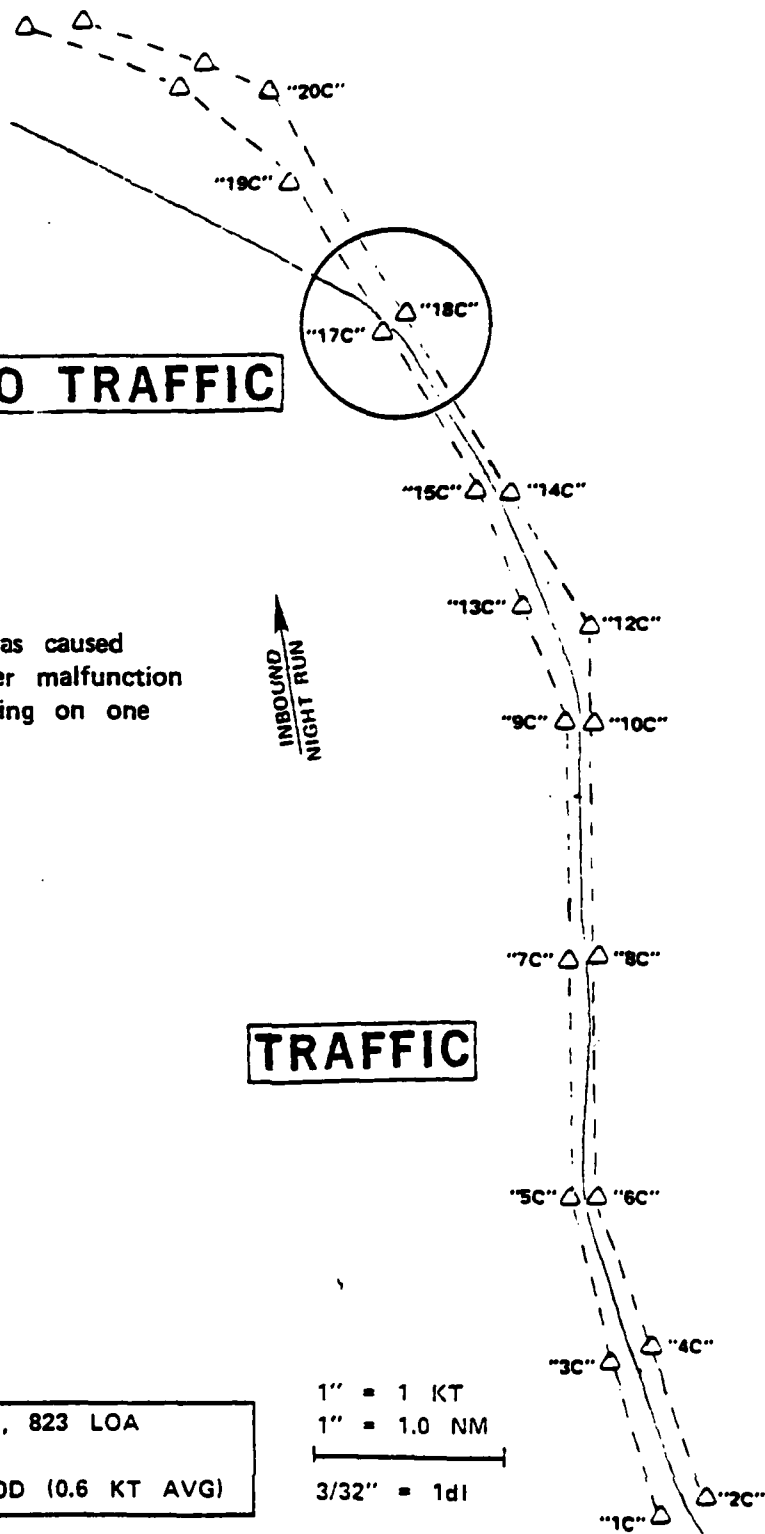 "20C"
"19C"
"18C"
"17C"
O TRAFFIC
"15C" "14C"
"13C" "12C"
as caused
er malfunction
ing on one
INBOUND
NIGHT RUN
"9C" "10C"
"7C" "8C"
TRAFFIC
"5C" "6C"
"4C"
"3C"
1" = 1 KT
1" = 1.0 NM
3/32" = 1dl
, 823 LOA
OD (0.6 KT AVG)
"2C"
"1C"